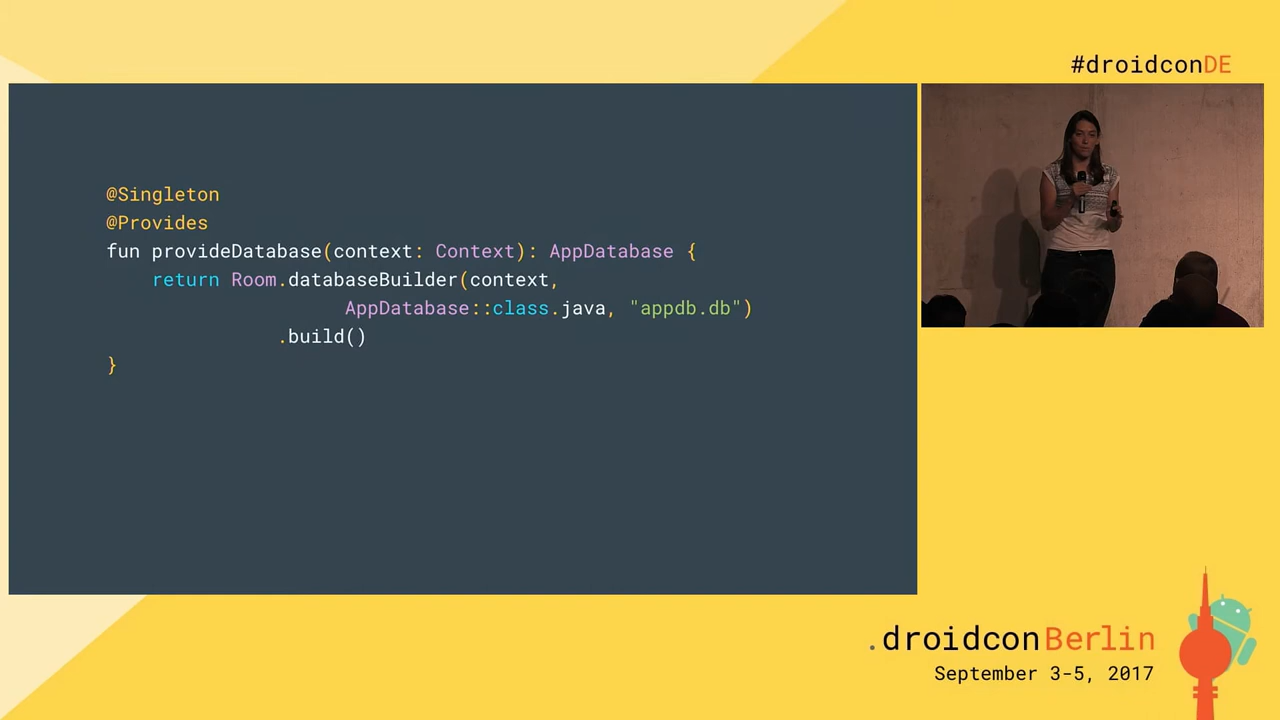 #droidconDE
@Singleton
@Provides
fun provideDatabase(context: Context): AppDatabase {
return Room.databaseBuilder(context,
AppDatabase::class.java, "appdb.db")
.build()
}
.droidconBerlin
September 3-5, 2017